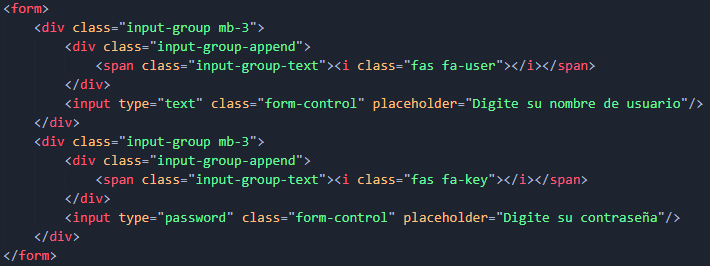 <form>
    <div class="input-group mb-3">
        <div class="input-group-append">
            <span class="input-group-text"><i class="fas fa-user"></i></span>
        </div>
        <input type="text" class="form-control" placeholder="Digite su nombre de usuario"/>
    </div>
    <div class="input-group mb-3">
        <div class="input-group-append">
            <span class="input-group-text"><i class="fas fa-key"></i></span>
        </div>
        <input type="password" class="form-control" placeholder="Digite su contraseña"/>
    </div>
</form>